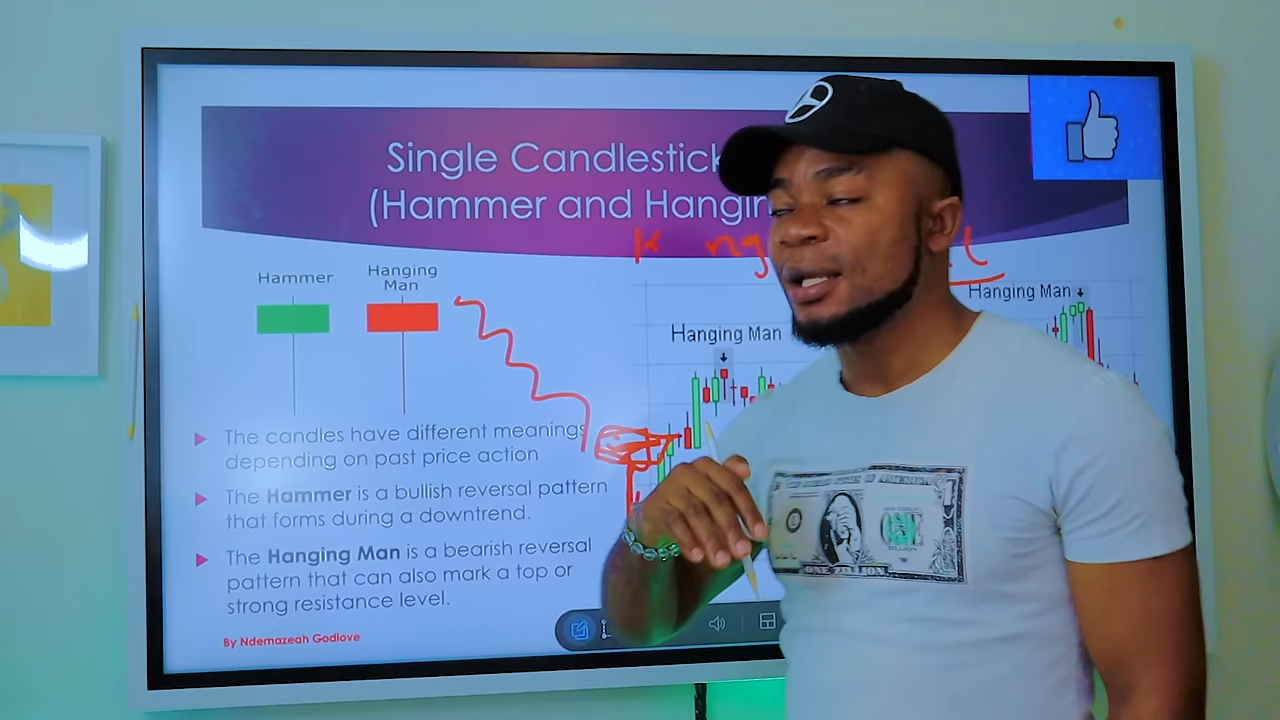 Single Candlestick
(Hammer and
Hammer
Hanging
Man
Hanging Man
Hanging Man
The candles have different meanings
depending on past price action
The Hammer is a bullish reversal pattern
that forms during a downtrend.
The Hanging Man is a bearish reversal
pattern that can also mark a top or
strong resistance level.
By Ndemazeah Godlove
ONE ZILLION